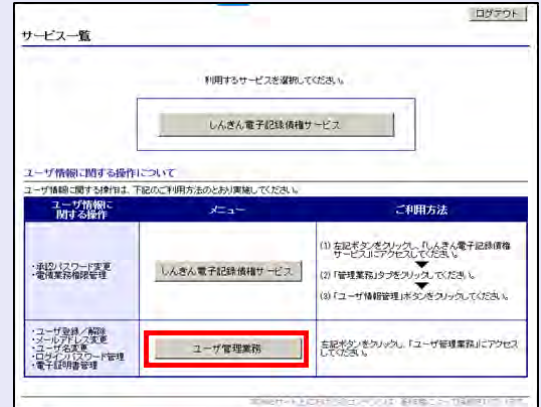 ログアウト
サービス一覧
利用するサービスを選択してください。
しんきん電子記録債権サービス
ユーザ情報に関する操作について
ユーザ情報に関する操作は、下記のご利用方法のとおり実施してください。
ユーザ情報に
関する操作
メニュー
ご利用方法
・承認パスワード変更
・電債業務権限管理
しんきん電子記録債権サービス
(1) 左記ボタンをクリックし、「しんきん電子記録債権
サービス」にアクセスしてください。
(2) 「管理業務」タブをクリックしてください。
(3) 「ユーザ情報管理」ボタンをクリックしてください。
・ユーザ登録/解除
・メールアドレス変更
・ユーザ名変更
・ログインパスワード管理
・電子証明書管理
ユーザ管理業務
左記ボタンをクリックし、「ユーザ管理業務」にアクセス
してください。